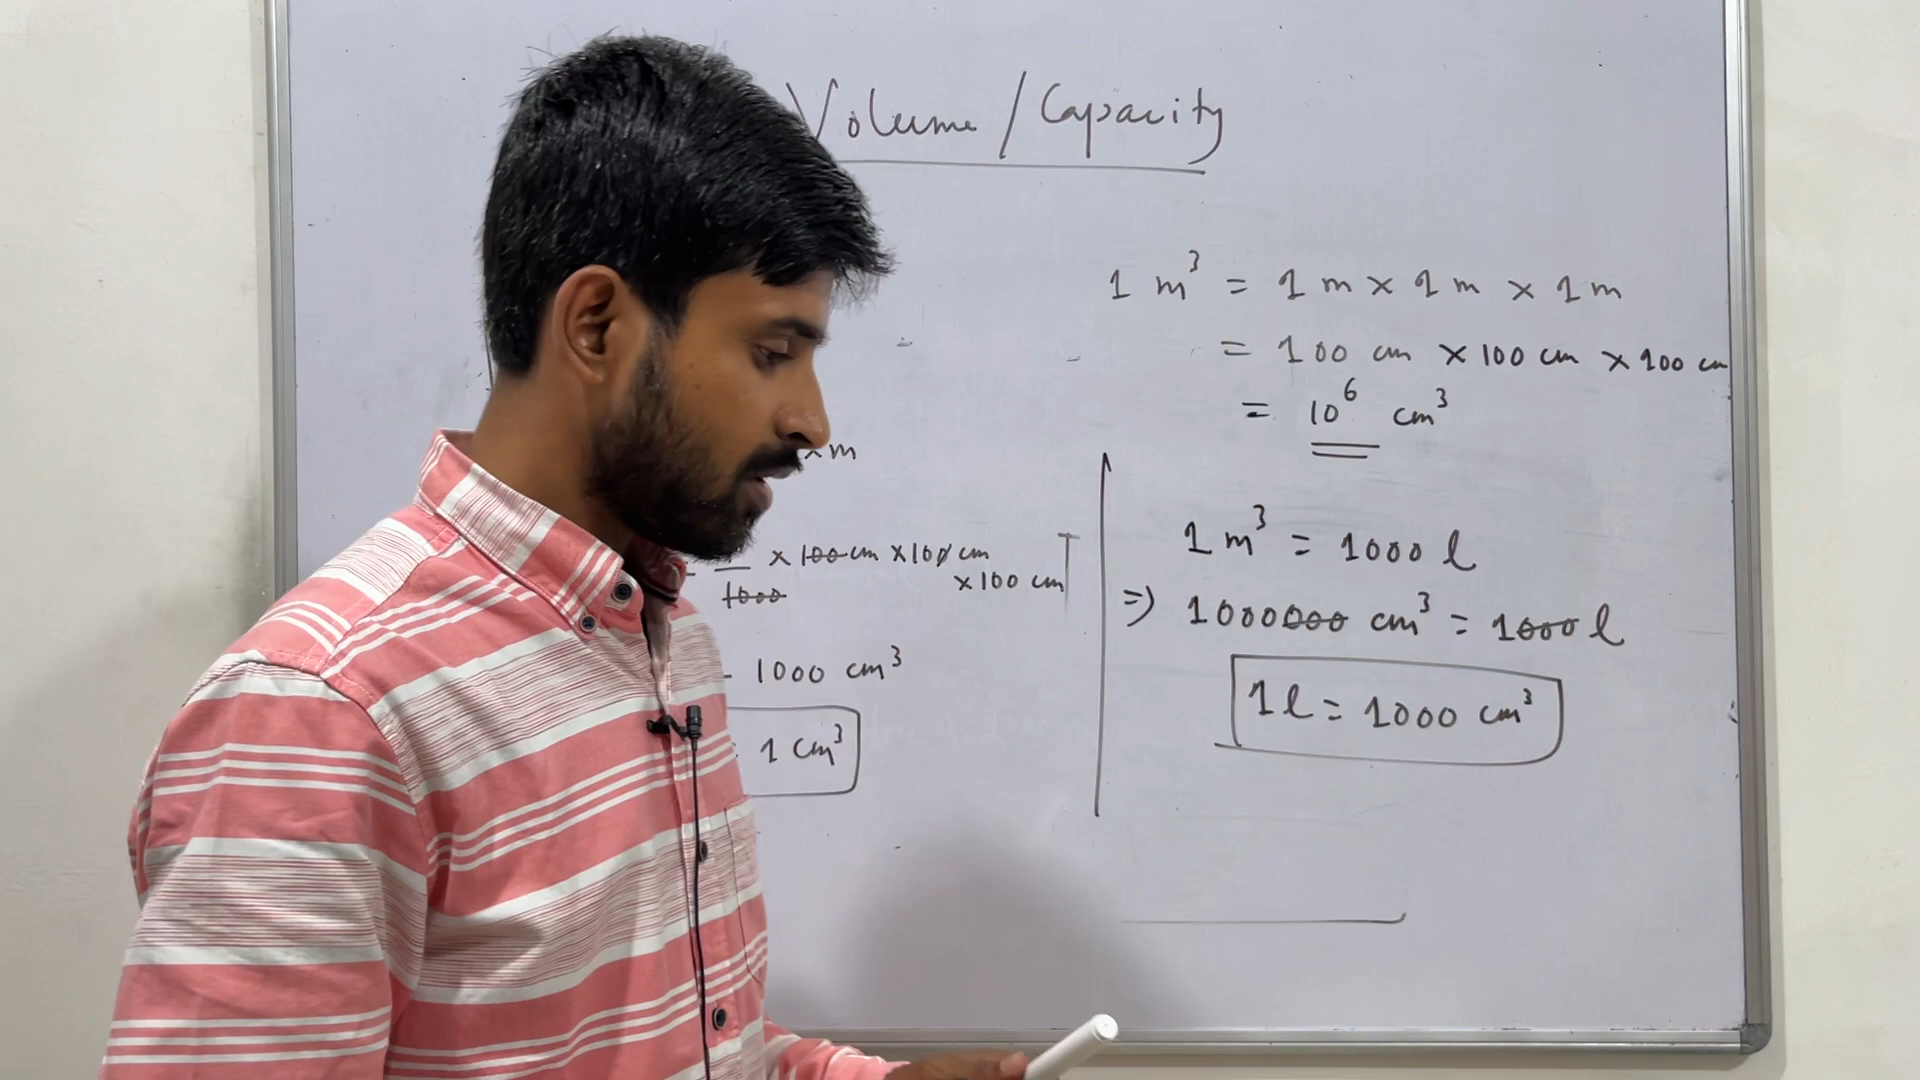 Volume / Capacity
1 m³ = 1 m × 1 m × 1 m
= 100 cm × 100 cm × 100 cm
= 10⁶ cm³
× m
× 100 cm × 100 cm
1000 × 100 cm
1000 cm³
= 1 cm³
1 m³ = 1000 l
⇒ 1000000 cm³ = 1000 l
1 l = 1000 cm³